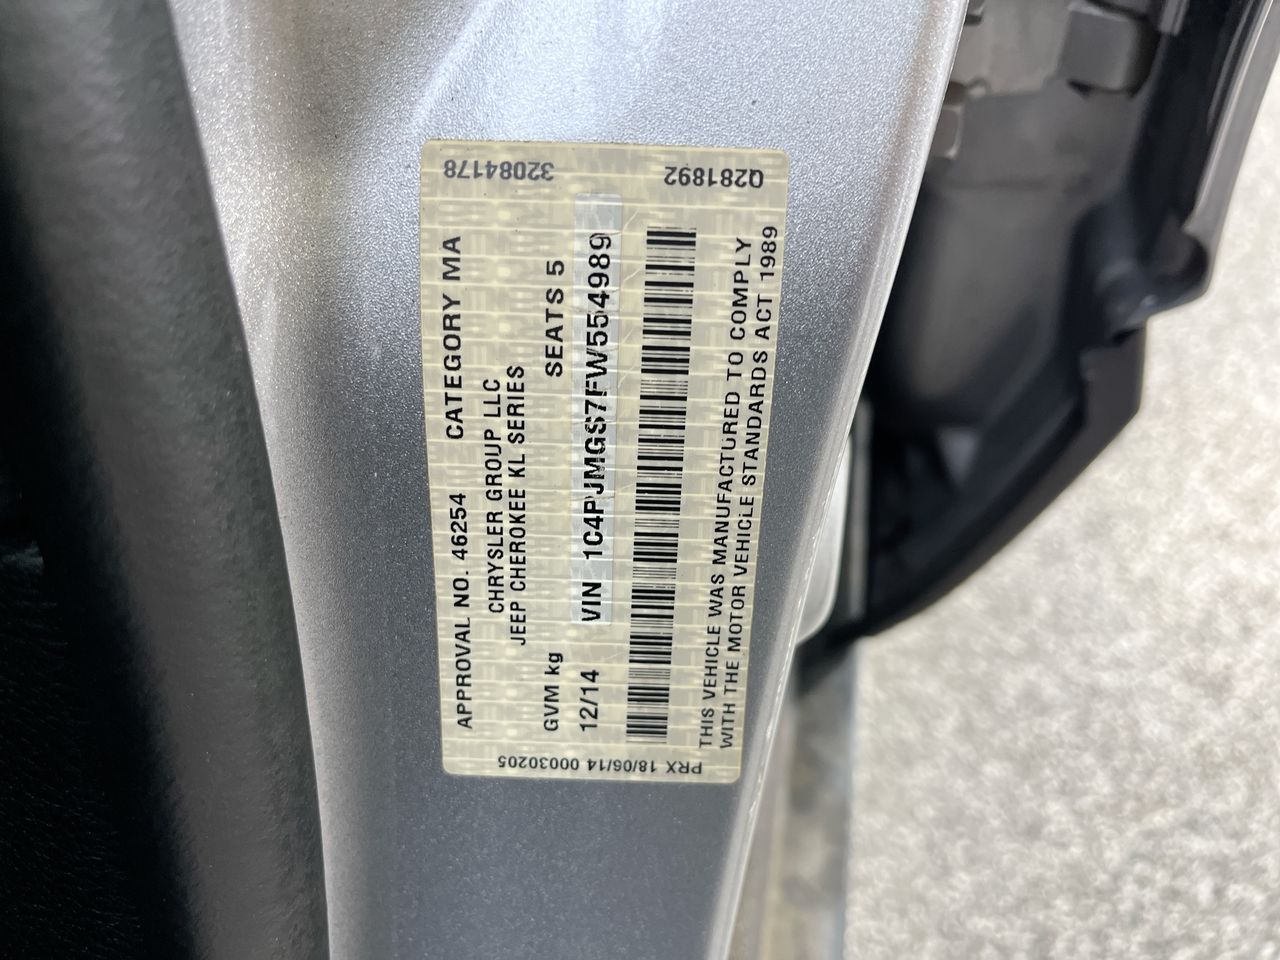 APPROVAL NO. 46254 CATEGORY MA
CHRYSLER GROUP LLC
JEEP CHEROKEE KL SERIES
GVM kg SEATS 5
12/14 VIN 1C4PJMGS7FW554989
THIS VEHICLE WAS MANUFACTURED TO COMPLY
WITH THE MOTOR VEHICLE STANDARDS ACT 1989
32084178
Q281892
PRX 18/06/14 00030205